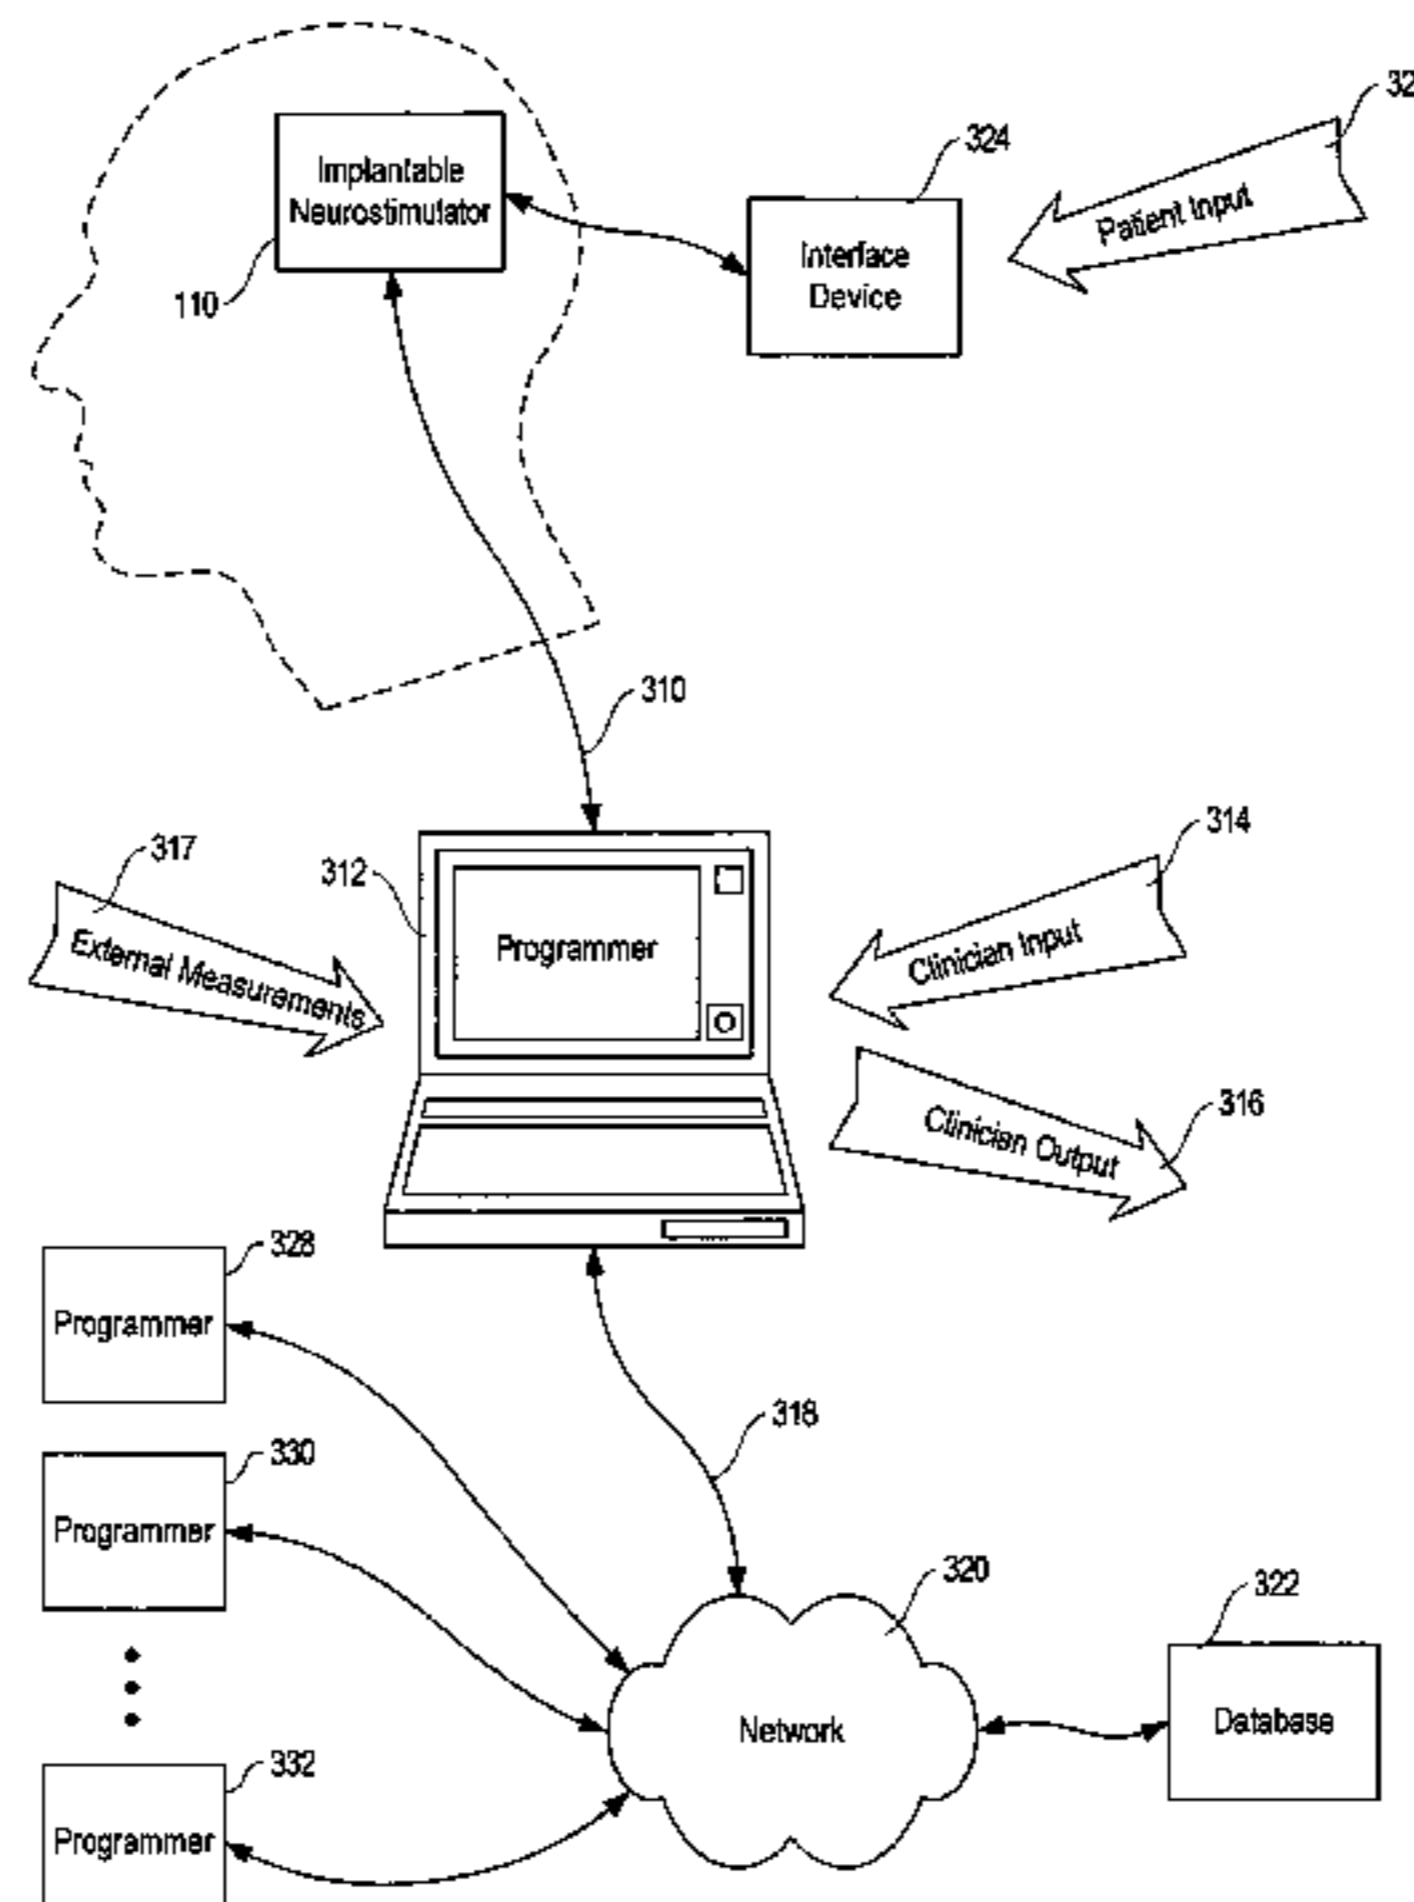 32
324
Implantable
Neurostimulator
Patient Input
Interface
Device
110
310
317
314
312
External Measurements
Programmer
Clinician Input
316
Clinician Output
328
Programmer
318
330
Programmer
320
322
Network
Database
332
Programmer